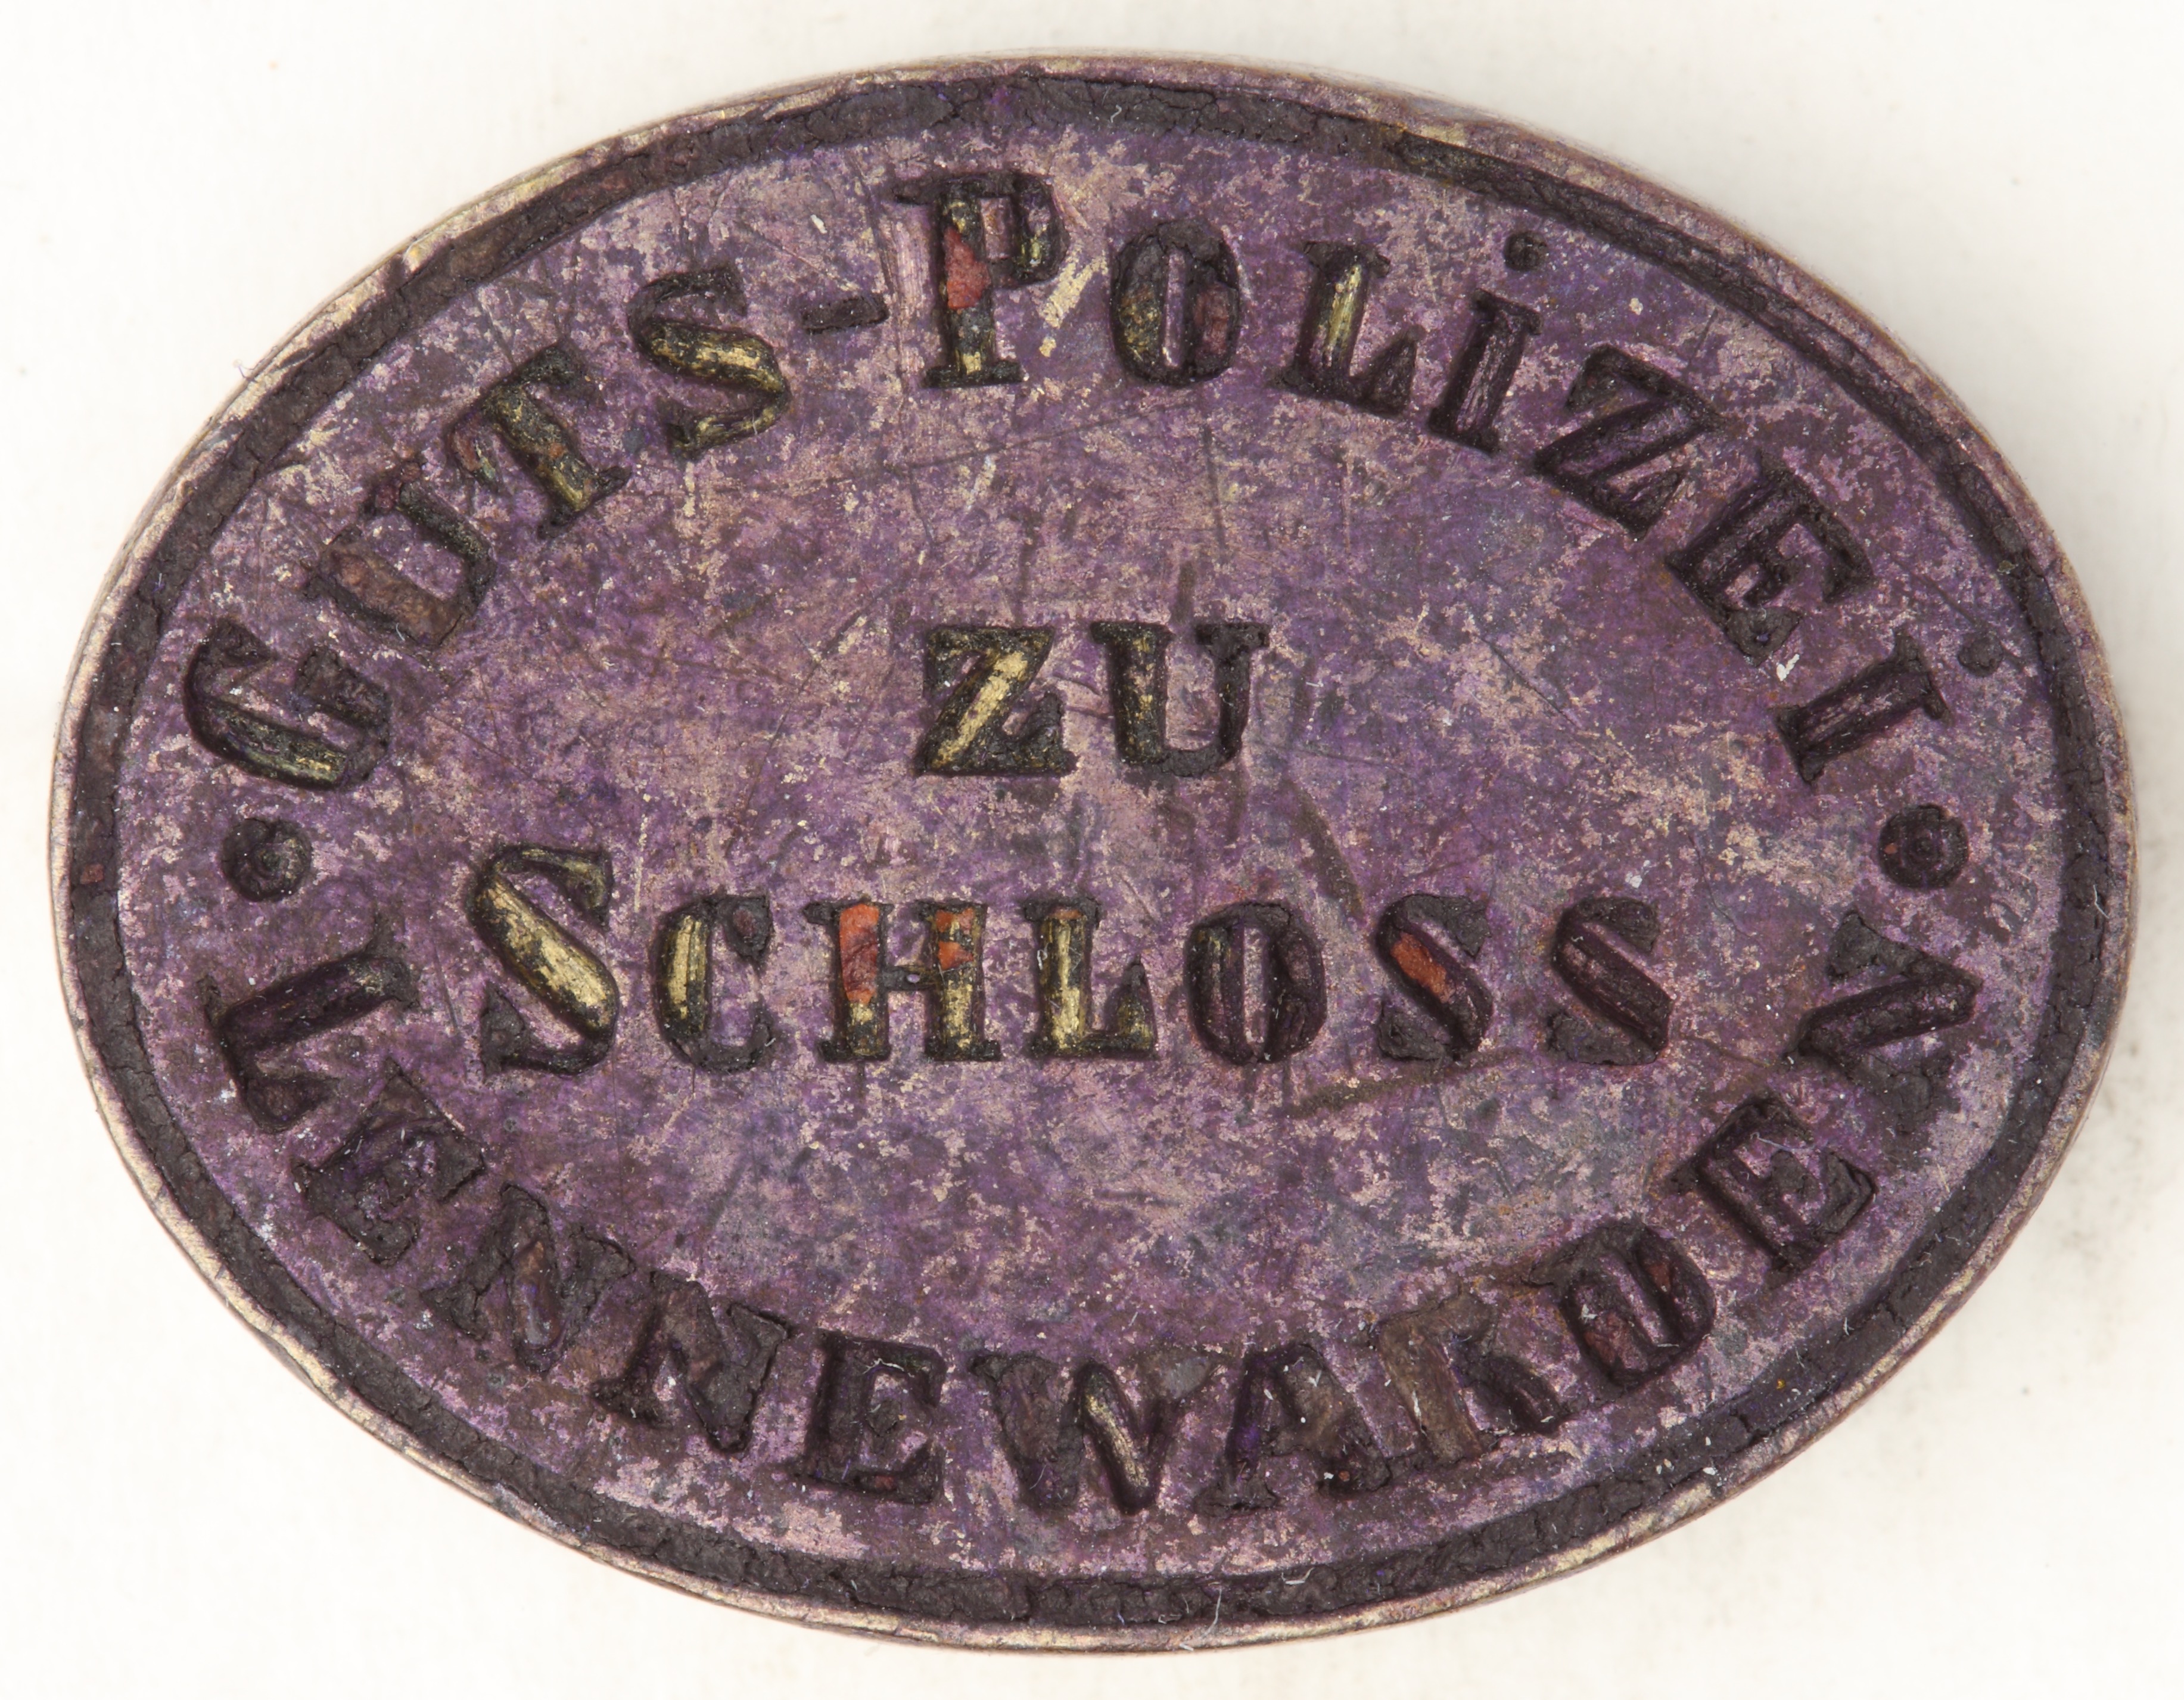 GUTS-POLiZEI
ZU
SCHLOSS
LENNEWARDEN